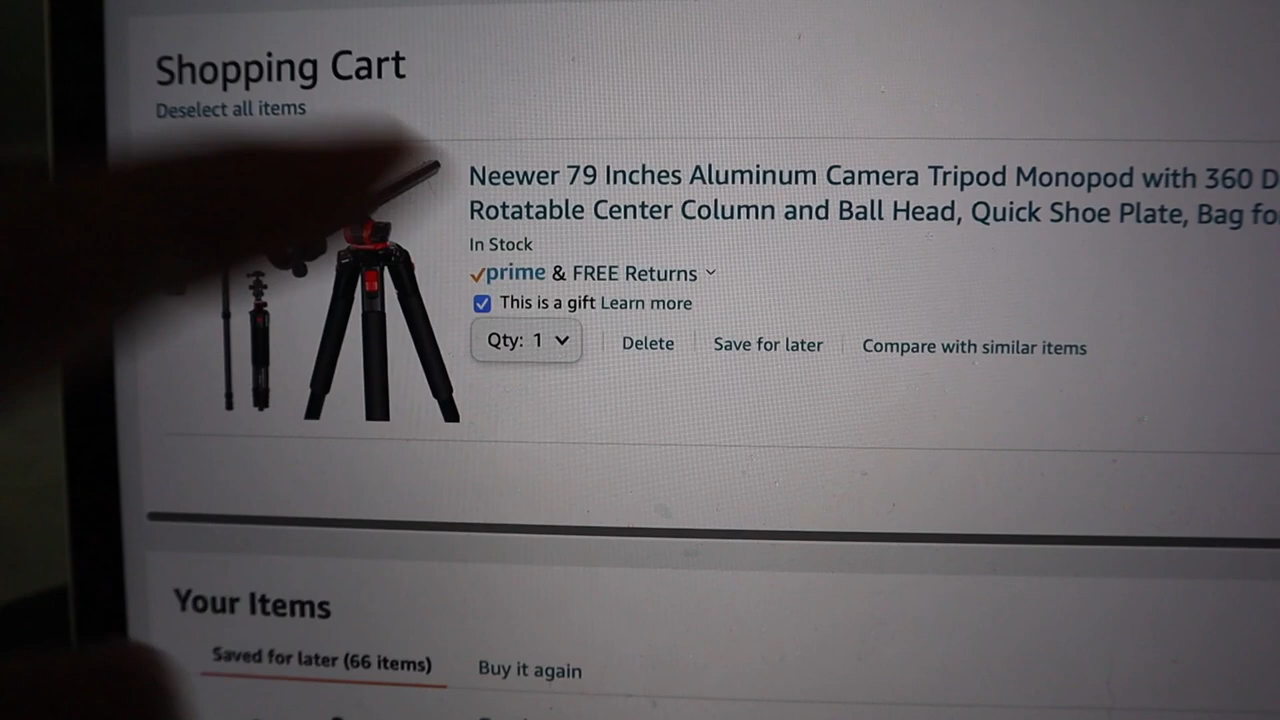 Shopping Cart
Deselect all items
Neewer 79 Inches Aluminum Camera Tripod Monopod with 360 D
Rotatable Center Column and Ball Head, Quick Shoe Plate, Bag fo
In Stock
prime & FREE Returns
This is a gift Learn more
Qty: 1 Delete Save for later Compare with similar items
Your Items
Saved for later (66 items) Buy it again